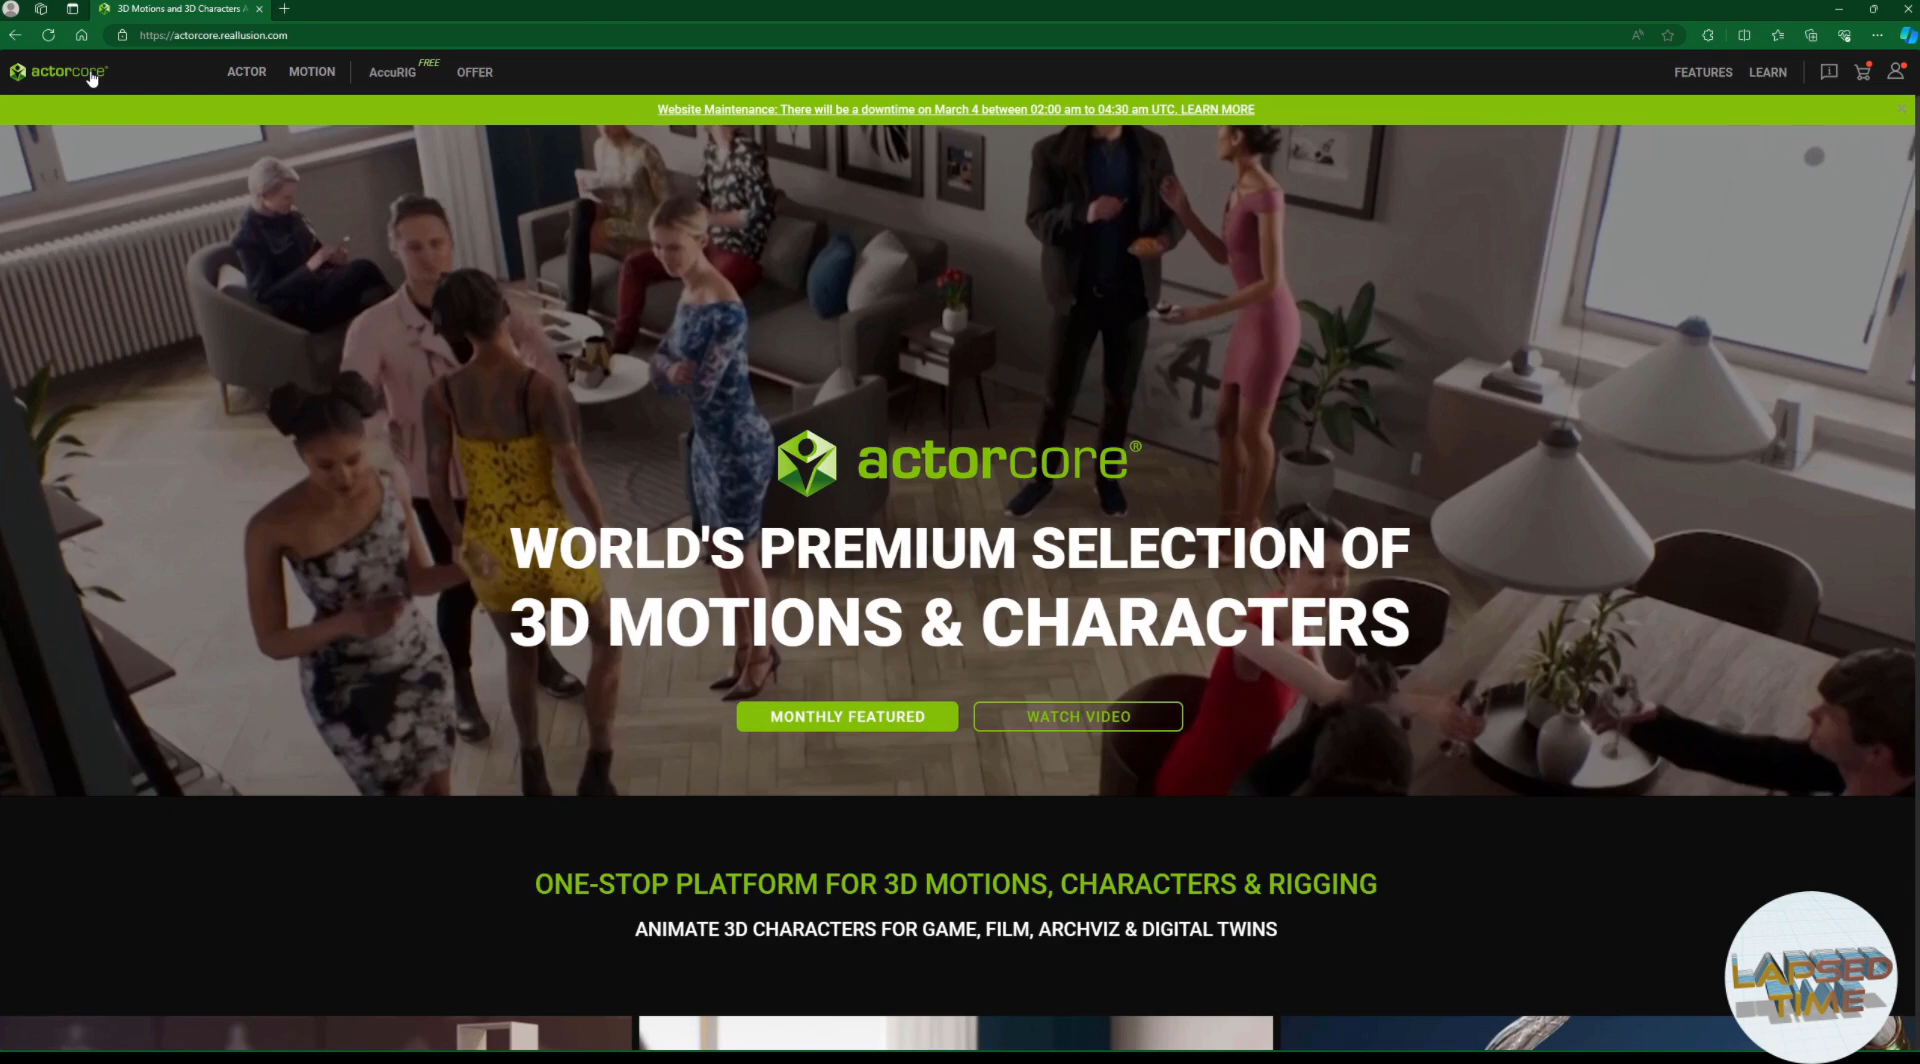 3D Motions and 3D Characters A
https://actorcore.reallusion.com
actorcore®
ACTOR
MOTION
AccuRIG
FREE
OFFER
FEATURES
LEARN
Website Maintenance: There will be a downtime on March 4 between 02:00 am to 04:30 am UTC. LEARN MORE
actorcore®
WORLD'S PREMIUM SELECTION OF
3D MOTIONS & CHARACTERS
MONTHLY FEATURED
WATCH VIDEO
ONE-STOP PLATFORM FOR 3D MOTIONS, CHARACTERS & RIGGING
ANIMATE 3D CHARACTERS FOR GAME, FILM, ARCHVIZ & DIGITAL TWINS
LAPSED
TIME